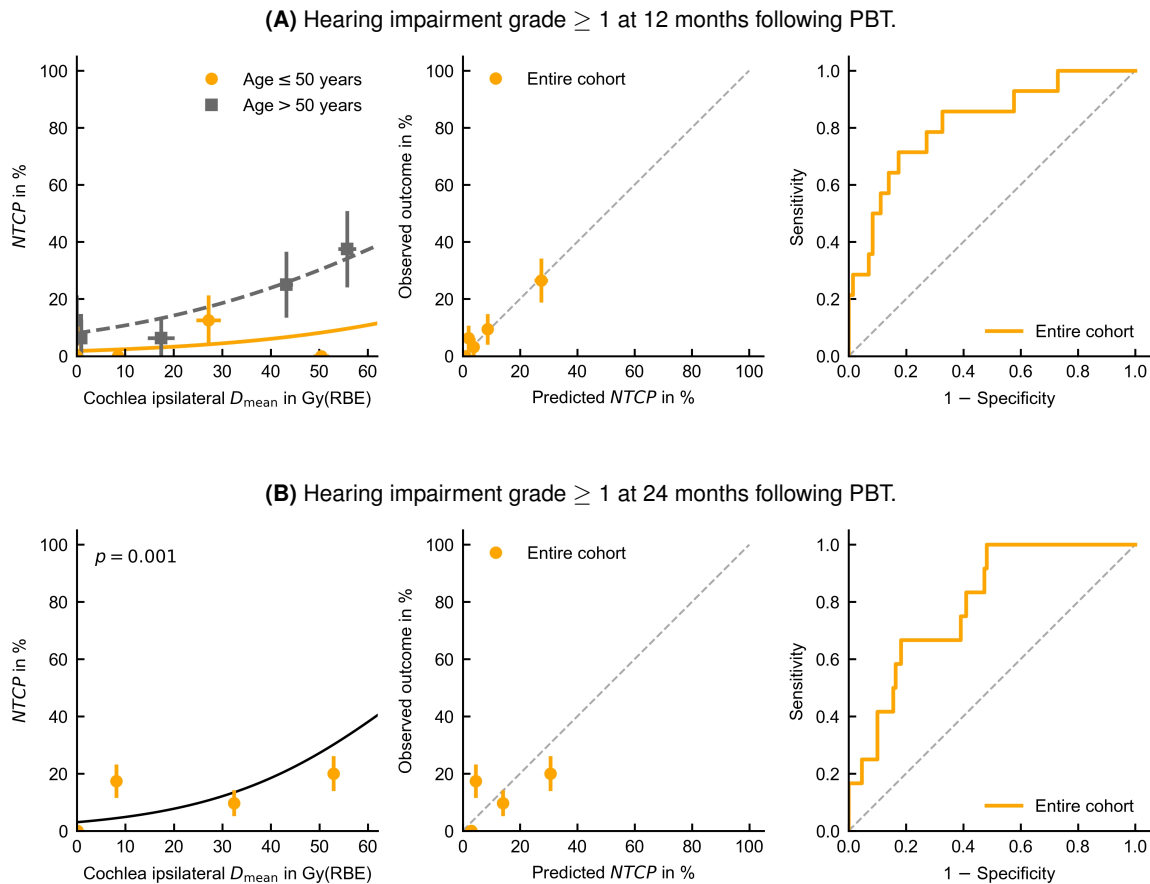 (A) Hearing impairment grade ≥ 1 at 12 months following PBT.
NTCP in %
100
80
60
40
20
0
Age ≤ 50 years
Age > 50 years
0 10 20 30 40 50 60
Cochlea ipsilateral Dmean in Gy(RBE)
Observed outcome in %
100
80
60
40
20
0
Entire cohort
0 20 40 60 80 100
Predicted NTCP in %
Sensitivity
1.0
0.8
0.6
0.4
0.2
0.0
Entire cohort
0.0 0.2 0.4 0.6 0.8 1.0
1 − Specificity
(B) Hearing impairment grade ≥ 1 at 24 months following PBT.
NTCP in %
100
80
60
40
20
0
p = 0.001
0 10 20 30 40 50 60
Cochlea ipsilateral Dmean in Gy(RBE)
Observed outcome in %
100
80
60
40
20
0
Entire cohort
0 20 40 60 80 100
Predicted NTCP in %
Sensitivity
1.0
0.8
0.6
0.4
0.2
0.0
Entire cohort
0.0 0.2 0.4 0.6 0.8 1.0
1 − Specificity